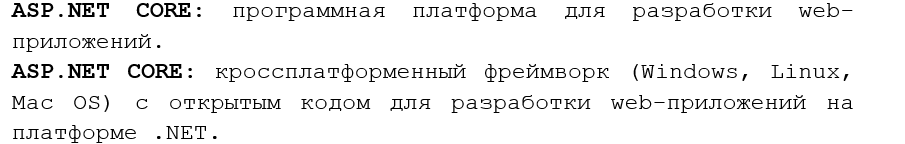 ASP.NET CORE: программная платформа для разработки web-
приложений.
ASP.NET CORE: кроссплатформенный фреймворк (Windows, Linux,
Mac OS) с открытым кодом для разработки web-приложений на
платформе .NET.